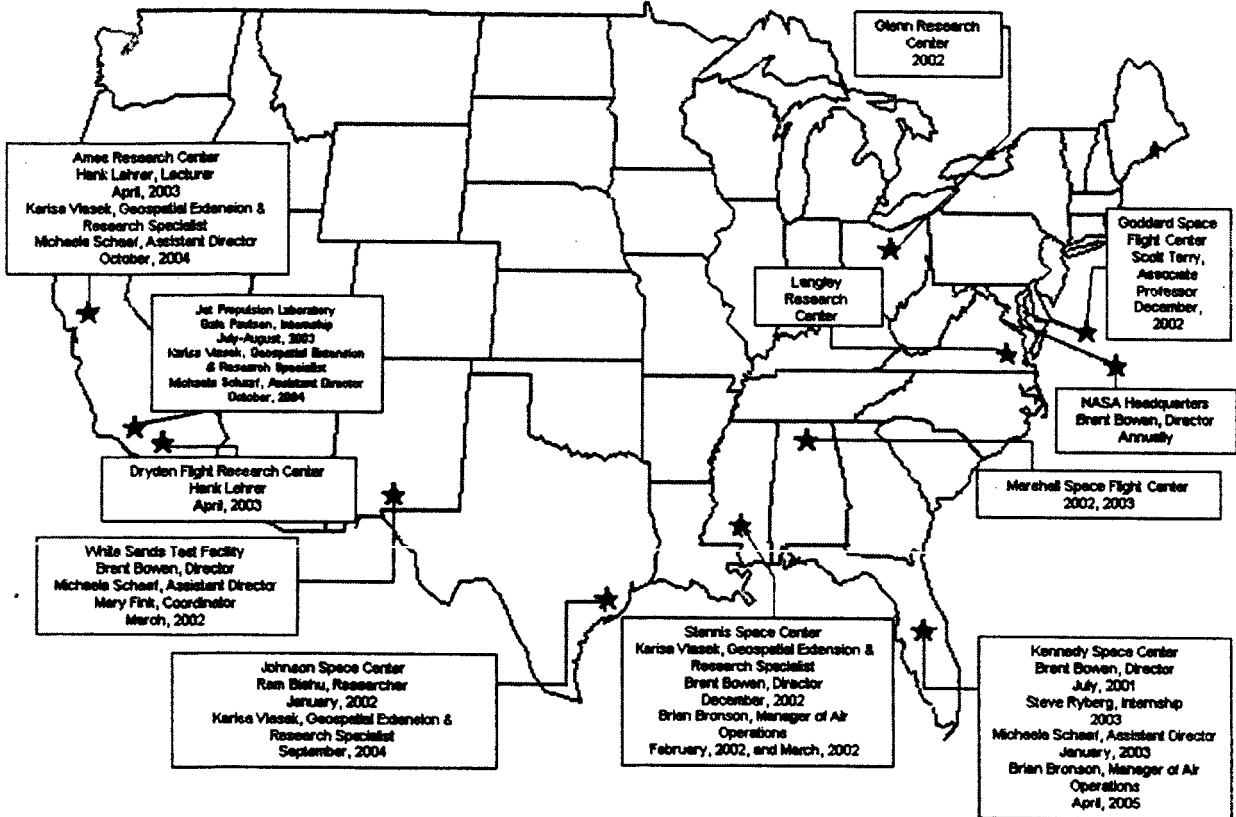 Glenn Research
Center
2002
Ames Research Center
Hank Lehrer, Lecturer
April, 2003
Karisa Vlasek, Geospatial Extension &
Research Specialist
Michaela Schaaf, Assistant Director
October, 2004
Goddard Space
Flight Center
Scott Terry,
Associate
Professor
December,
2002
Langley
Research
Center
Jet Propulsion Laboratory
Paulsen, Internship
July-August, 2003
Karisa Vlasek, Geospatial Extension
& Research Specialist
Michaela Schaaf, Assistant Director
October, 2004
NASA Headquarters
Brent Bowen, Director
Annually
Dryden Flight Research Center
Hank Lehrer
April, 2003
Marshall Space Flight Center
2002, 2003
White Sands Test Facility
Brent Bowen, Director
Michaela Schaaf, Assistant Director
Mary Fink, Coordinator
March, 2002
Johnson Space Center
Ram Bishu, Researcher
January, 2002
Karisa Vlasek, Geospatial Extension &
Research Specialist
September, 2004
Stennis Space Center
Karisa Vlasek, Geospatial Extension &
Research Specialist
Brent Bowen, Director
December, 2002
Brian Bronson, Manager of Air
Operations
February, 2002, and March, 2002
Kennedy Space Center
Brent Bowen, Director
July, 2001
Steve Ryberg, Internship
2003
Michaela Schaaf, Assistant Director
January, 2003
Brian Bronson, Manager of Air
Operations
April, 2005